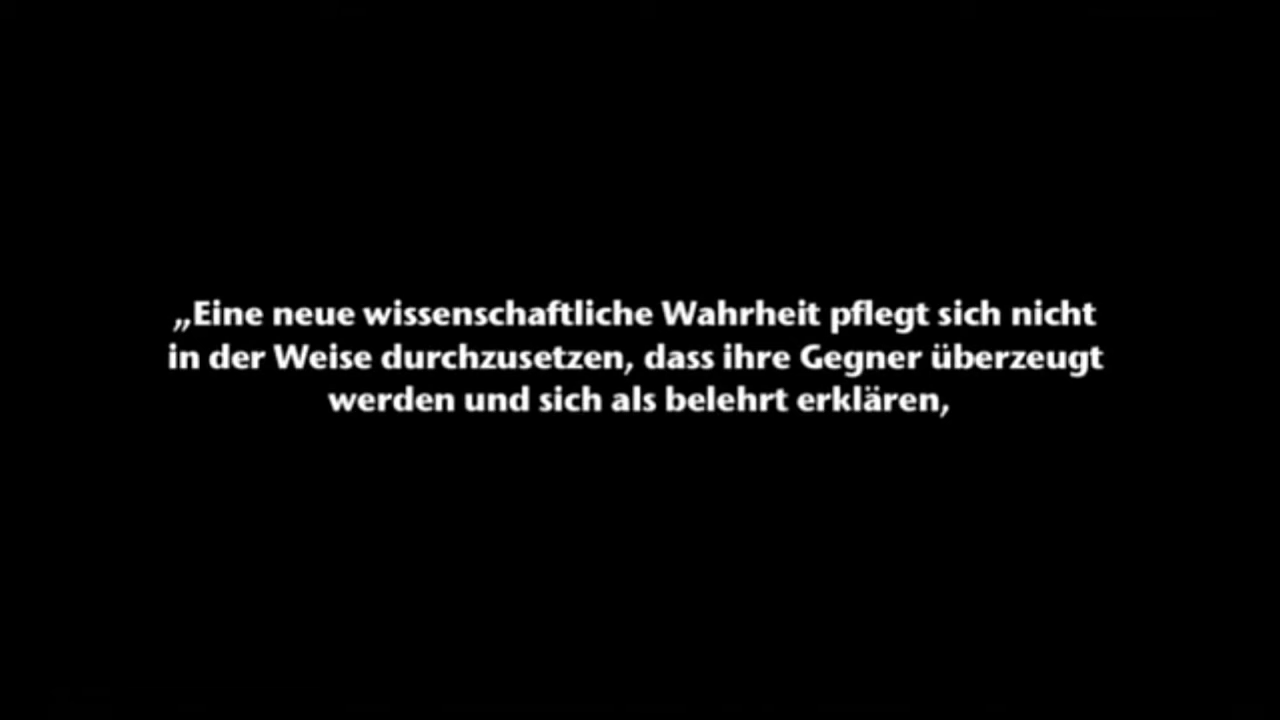 „Eine neue wissenschaftliche Wahrheit pflegt sich nicht
in der Weise durchzusetzen, dass ihre Gegner überzeugt
werden und sich als belehrt erklären,